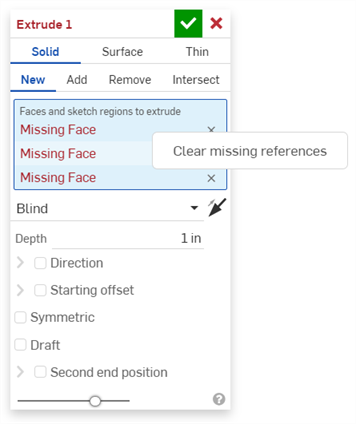 Extrude 1
Solid Surface Thin
New Add Remove Intersect
Faces and sketch regions to extrude
Missing Face
Missing Face
Missing Face
Clear missing references
Blind
Depth 1 in
Direction
Starting offset
Symmetric
Draft
Second end position